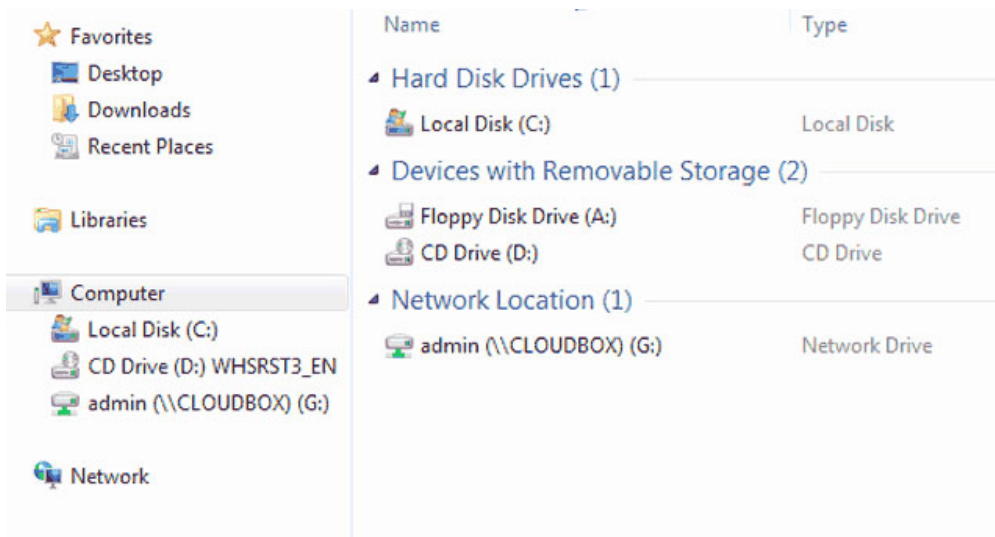 Favorites
Desktop
Downloads
Recent Places
Libraries
Computer
Local Disk (C:)
CD Drive (D:) WHSRST3_EN
admin (\\CLOUDBOX) (G:)
Network
Name Type
Hard Disk Drives (1)
Local Disk (C:) Local Disk
Devices with Removable Storage (2)
Floppy Disk Drive (A:) Floppy Disk Drive
CD Drive (D:) CD Drive
Network Location (1)
admin (\\CLOUDBOX) (G:) Network Drive